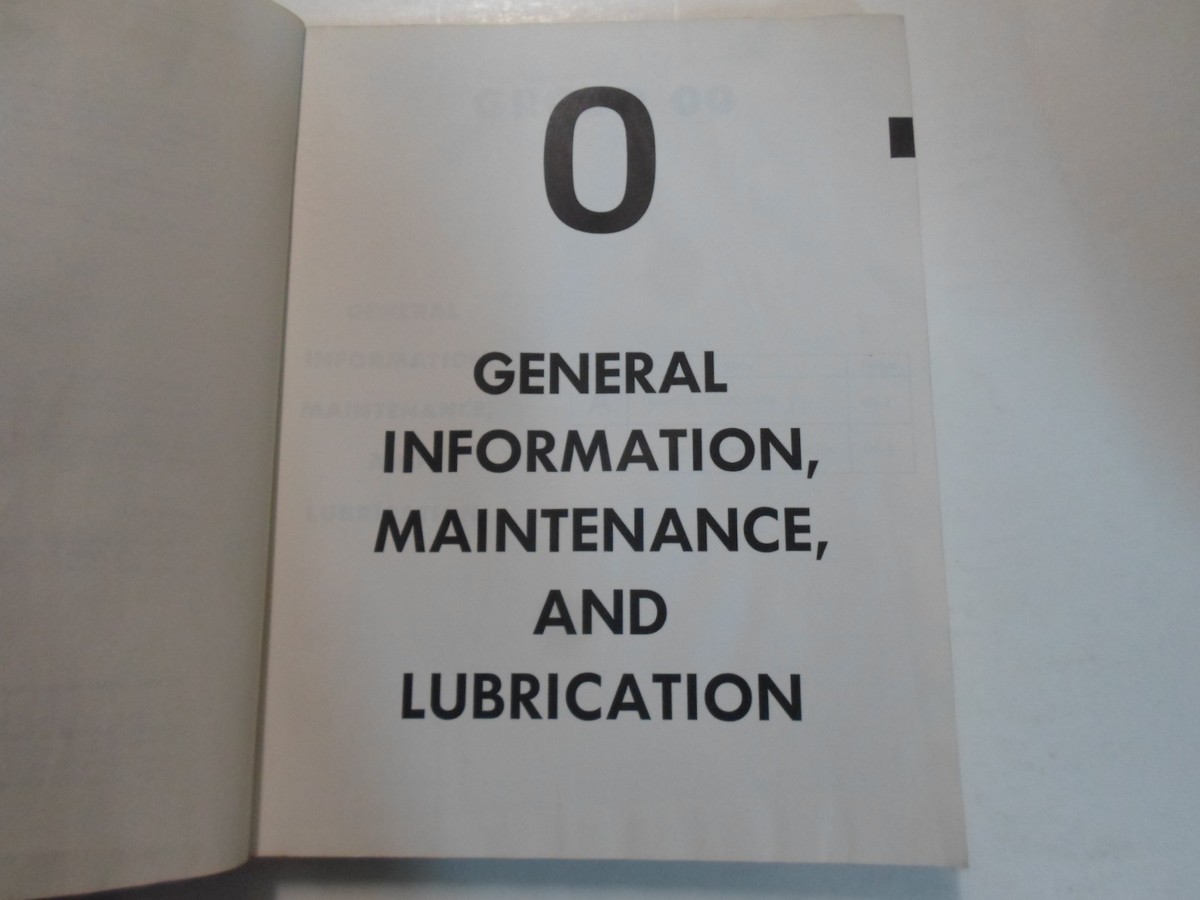 0
GENERAL
INFORMATION,
MAINTENANCE,
AND
LUBRICATION